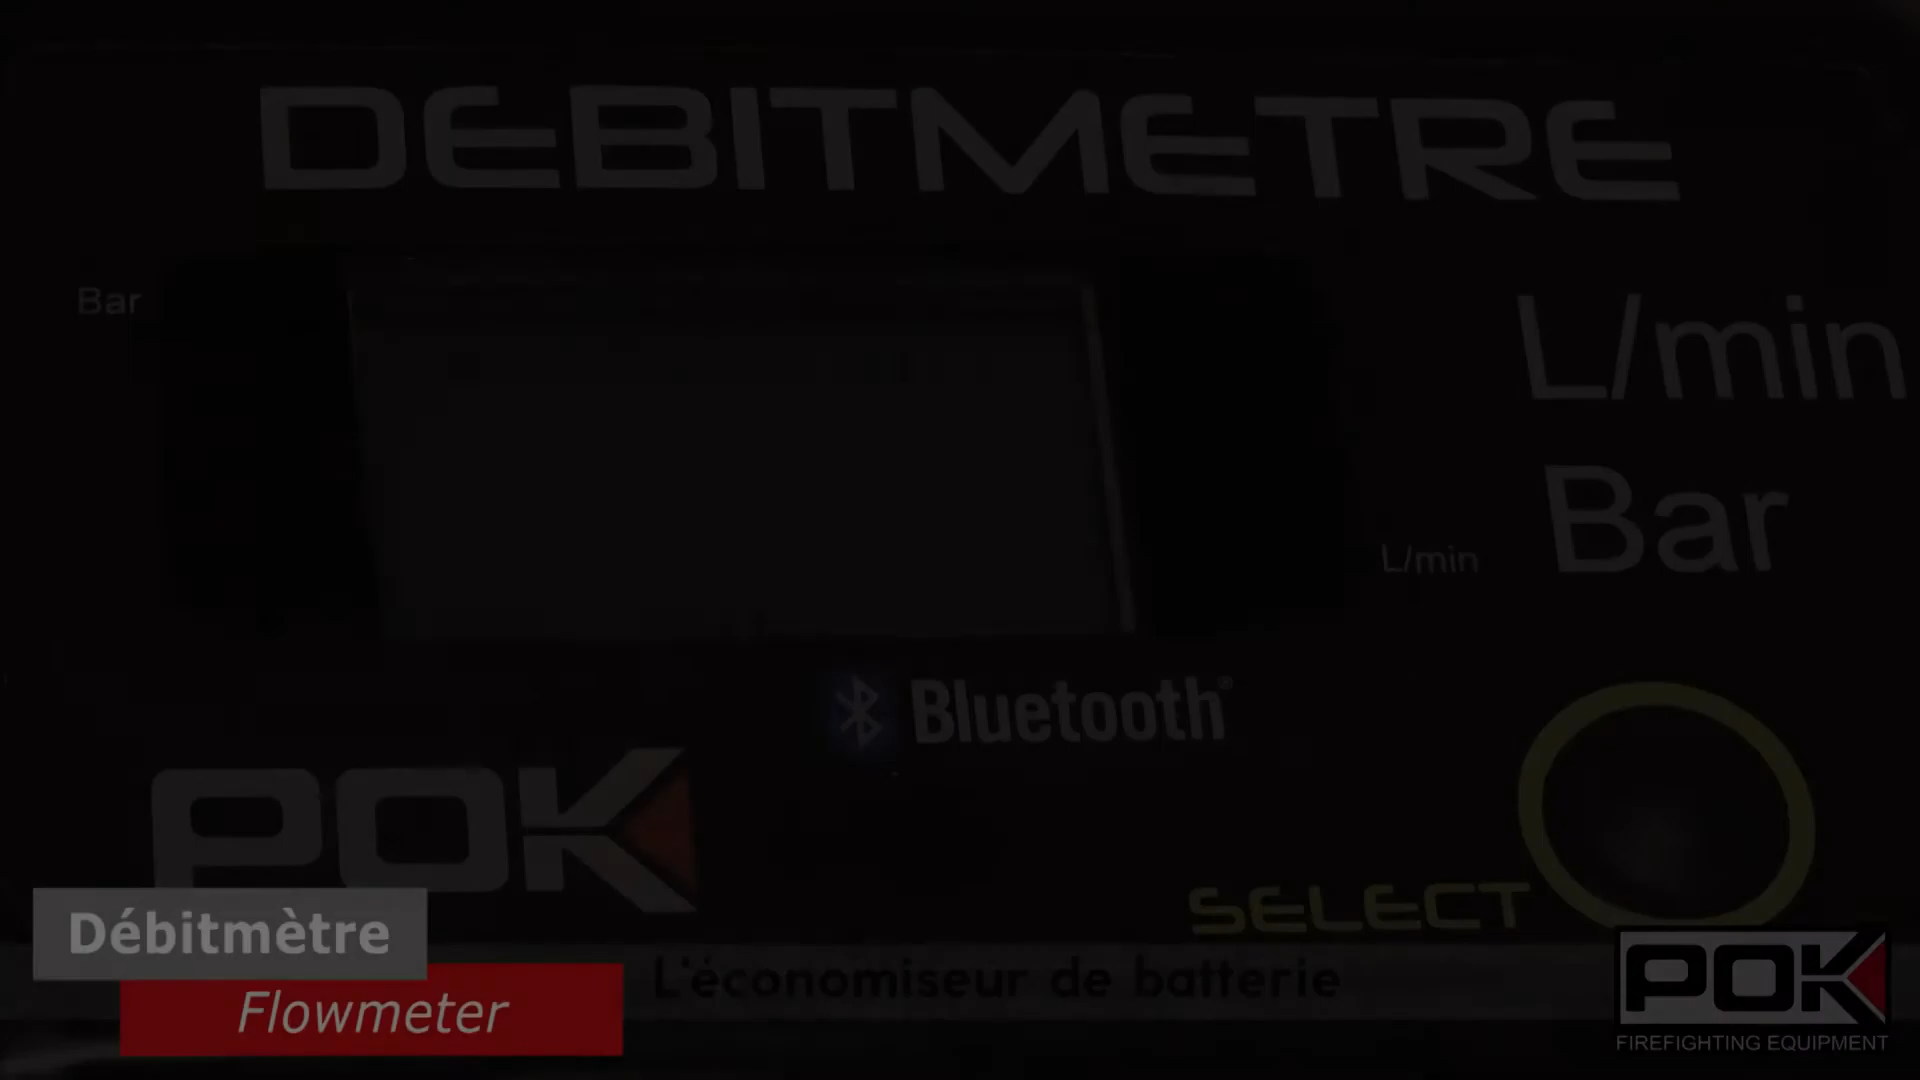 DEBITMETRE
Bar
L/min
Bar
L/min
Bluetooth®
POK
SELECT
Débitmètre
Flowmeter
L'économiseur de batterie
POK
FIREFIGHTING EQUIPMENT